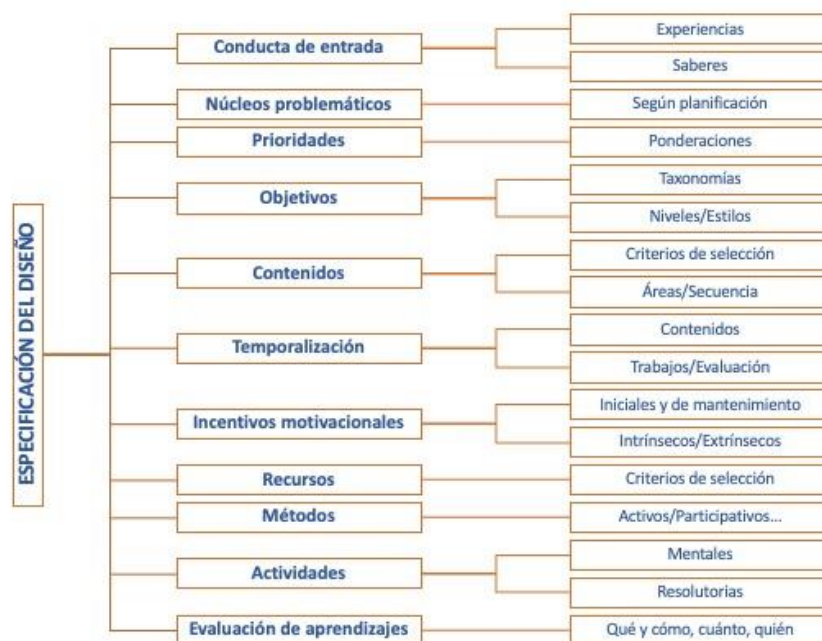 ESPECIFICACIÓN DEL DISEÑO
Conducta de entrada
Experiencias
Saberes
Núcleos problemáticos
Según planificación
Prioridades
Ponderaciones
Objetivos
Taxonomías
Niveles/Estilos
Contenidos
Criterios de selección
Áreas/Secuencia
Temporalización
Contenidos
Trabajos/Evaluación
Incentivos motivacionales
Iniciales y de mantenimiento
Intrínsecos/Extrínsecos
Recursos
Criterios de selección
Métodos
Activos/Participativos...
Actividades
Mentales
Resolutorias
Evaluación de aprendizajes
Qué y cómo, cuánto, quién